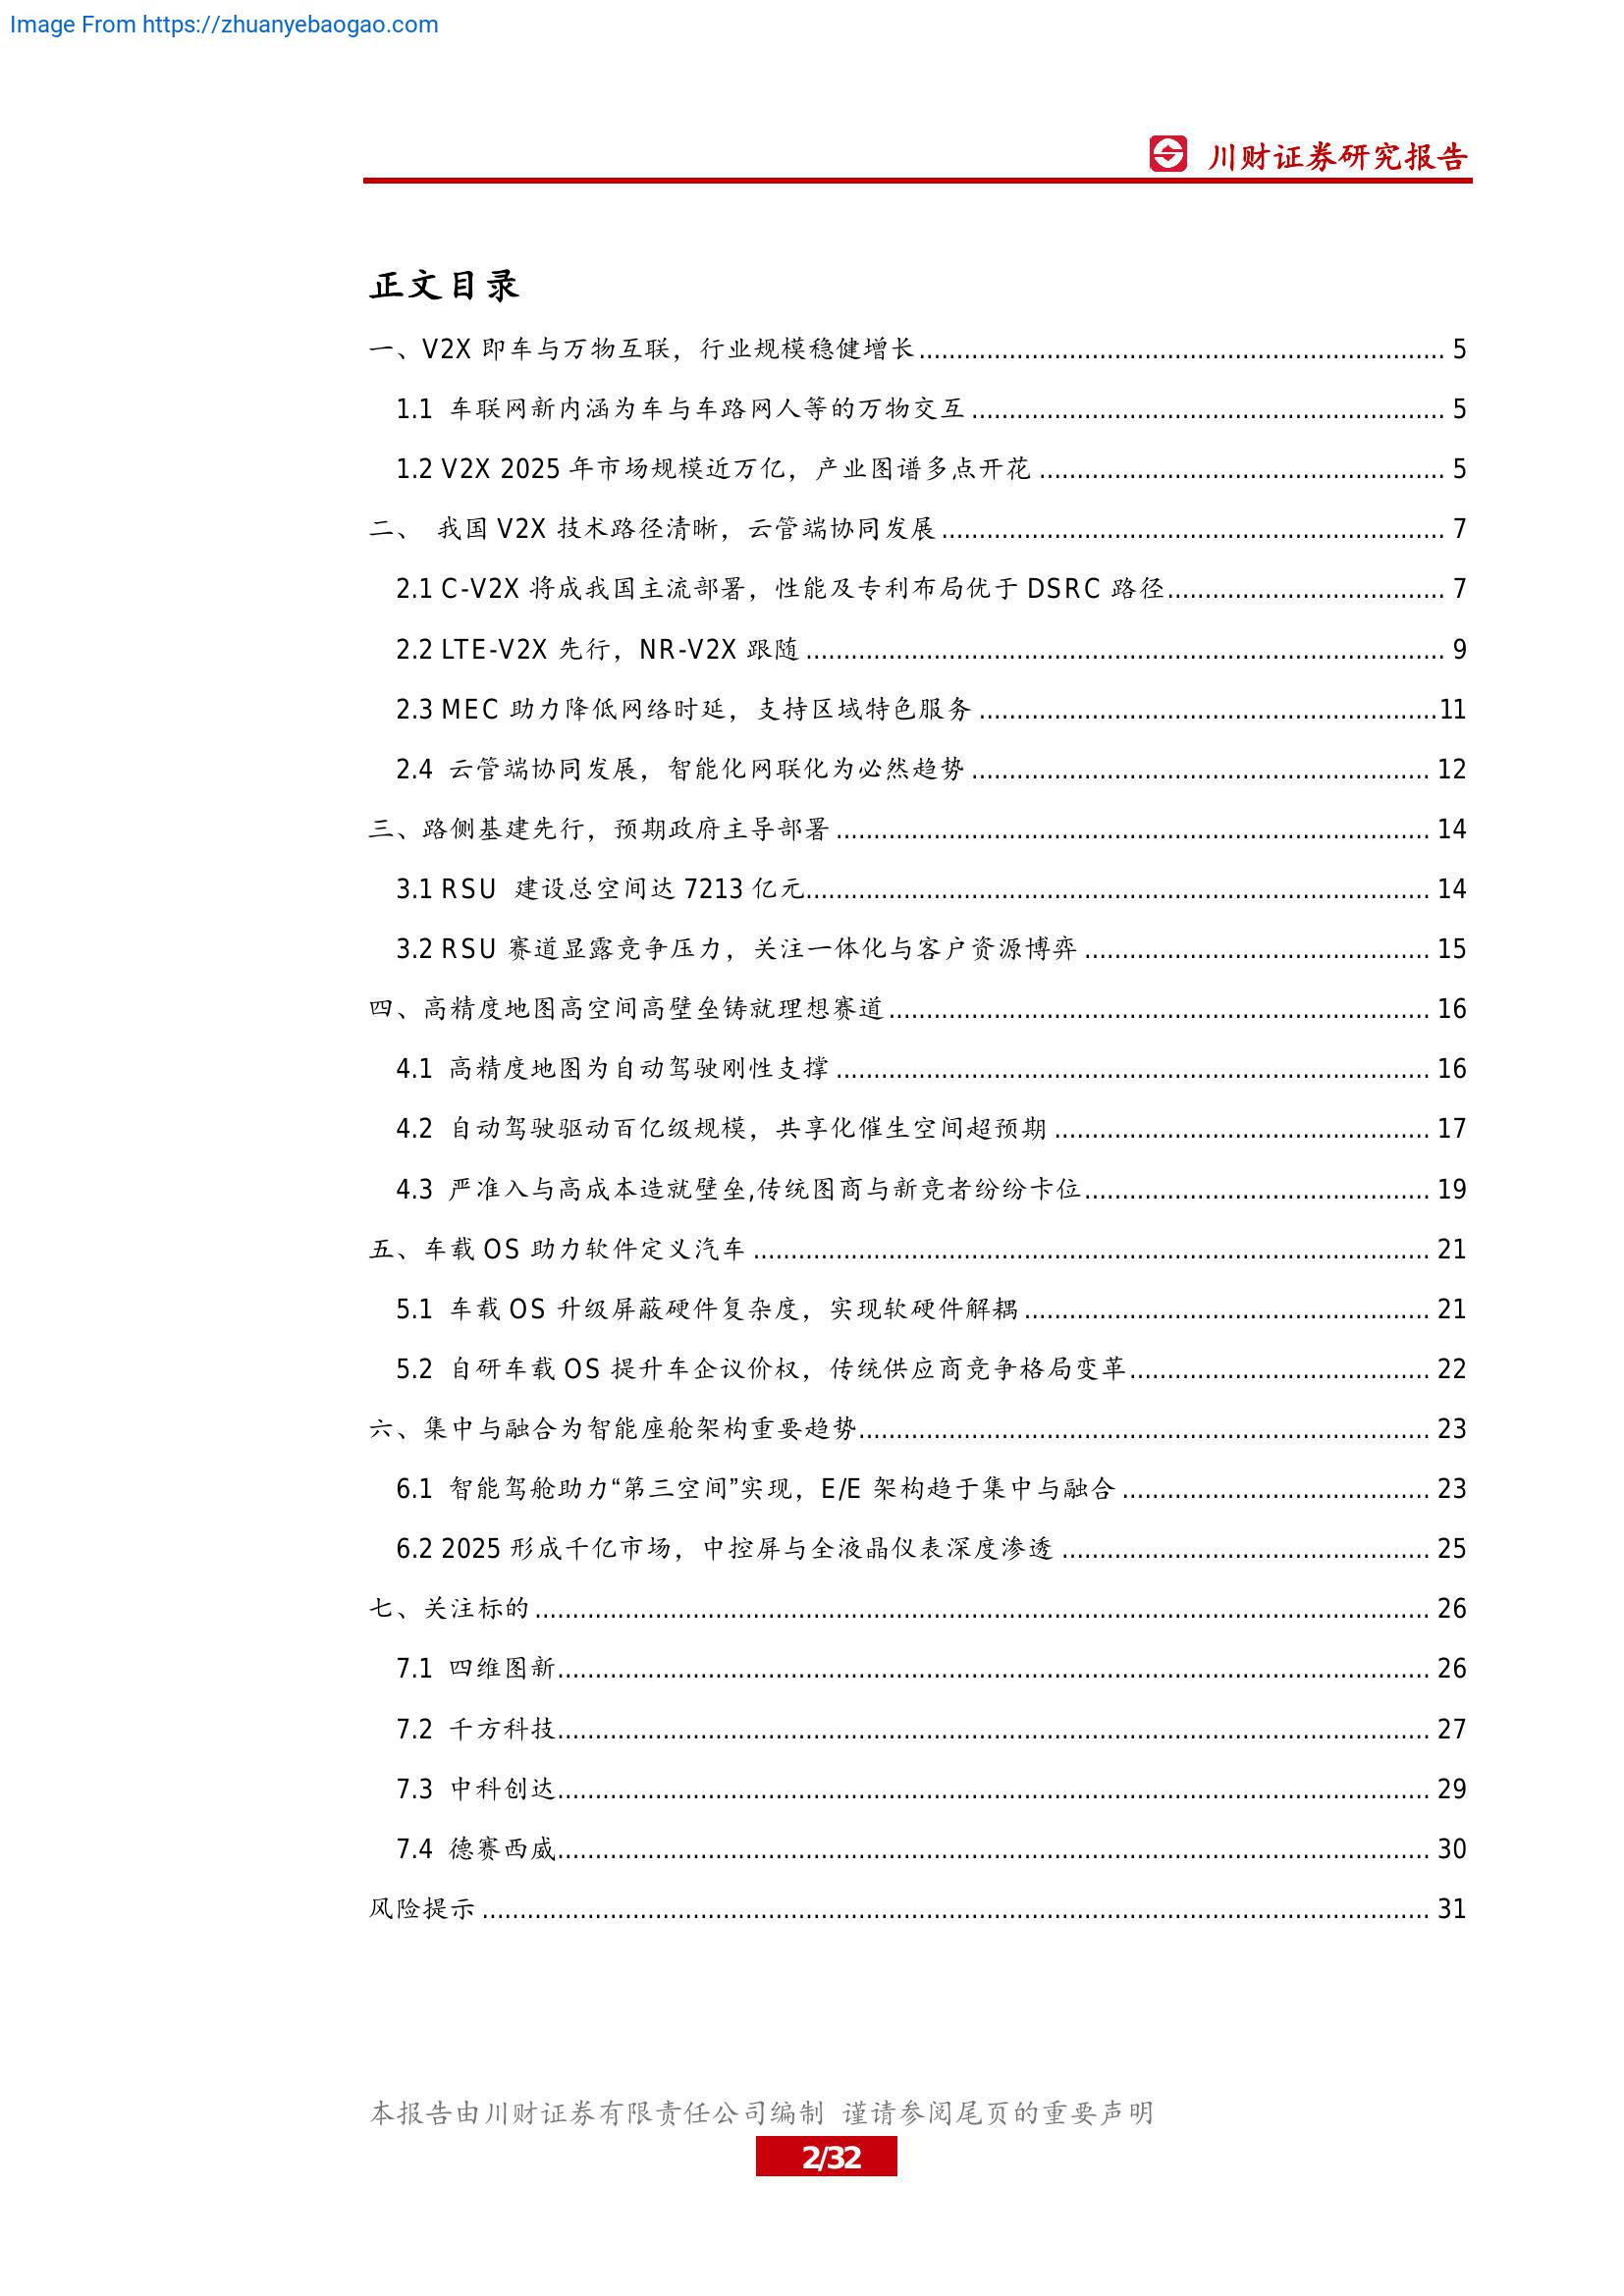 Image From https://zhuanyebaogao.com
川财证券研究报告
正文目录
一、V2X 即车与万物互联，行业规模稳健增长........................................ 5
1.1 车联网新内涵为车与车路网人等的万物交互........................................ 5
1.2 V2X 2025 年市场规模近万亿，产业图谱多点开花........................................ 5
二、 我国 V2X 技术路径清晰，云管端协同发展........................................ 7
2.1 C-V2X 将成我国主流部署，性能及专利布局优于 DSRC 路径........................................ 7
2.2 LTE-V2X 先行，NR-V2X 跟随........................................ 9
2.3 MEC 助力降低网络时延，支持区域特色服务........................................11
2.4 云管端协同发展，智能化网联化为必然趋势........................................ 12
三、路侧基建先行，预期政府主导部署........................................ 14
3.1 RSU 建设总空间达 7213 亿元........................................ 14
3.2 RSU 赛道显露竞争压力，关注一体化与客户资源博弈........................................ 15
四、高精度地图高空间高壁垒铸就理想赛道........................................ 16
4.1 高精度地图为自动驾驶刚性支撑........................................ 16
4.2 自动驾驶驱动百亿级规模，共享化催生空间超预期........................................ 17
4.3 严准入与高成本造就壁垒,传统图商与新竞者纷纷卡位........................................ 19
五、车载 OS 助力软件定义汽车........................................ 21
5.1 车载 OS 升级屏蔽硬件复杂度，实现软硬件解耦........................................ 21
5.2 自研车载 OS 提升车企议价权，传统供应商竞争格局变革........................................ 22
六、集中与融合为智能座舱架构重要趋势........................................ 23
6.1 智能驾舱助力“第三空间”实现，E/E 架构趋于集中与融合........................................ 23
6.2 2025 形成千亿市场，中控屏与全液晶仪表深度渗透........................................ 25
七、关注标的........................................ 26
7.1 四维图新........................................ 26
7.2 千方科技........................................ 27
7.3 中科创达........................................ 29
7.4 德赛西威........................................ 30
风险提示........................................ 31
本报告由川财证券有限责任公司编制 谨请参阅尾页的重要声明
2/32